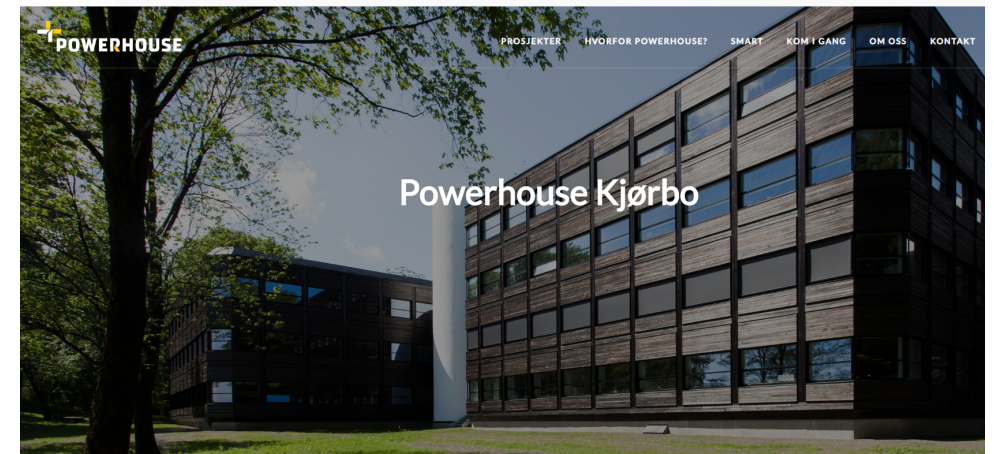 POWERHOUSE
PROSJEKTER HVORFOR POWERHOUSE? SMART KOM I GANG OM OSS KONTAKT
Powerhouse Kjørbo